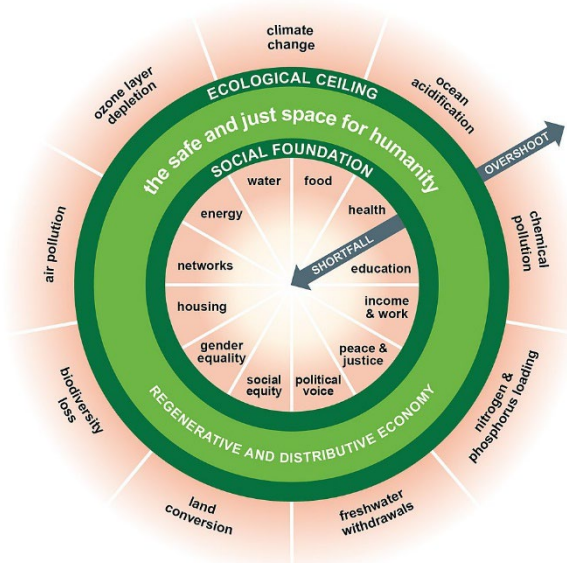 climate
change
ocean
acidification
chemical
pollution
nitrogen &
phosphorus loading
freshwater
withdrawals
land
conversion
biodiversity
loss
air pollution
ozone layer
depletion
OVERSHOOT
ECOLOGICAL CEILING
the safe and just space for humanity
SOCIAL FOUNDATION
water
food
health
SHORTFALL
education
income
& work
peace &
justice
political
voice
social
equity
gender
equality
housing
networks
energy
REGENERATIVE AND DISTRIBUTIVE ECONOMY